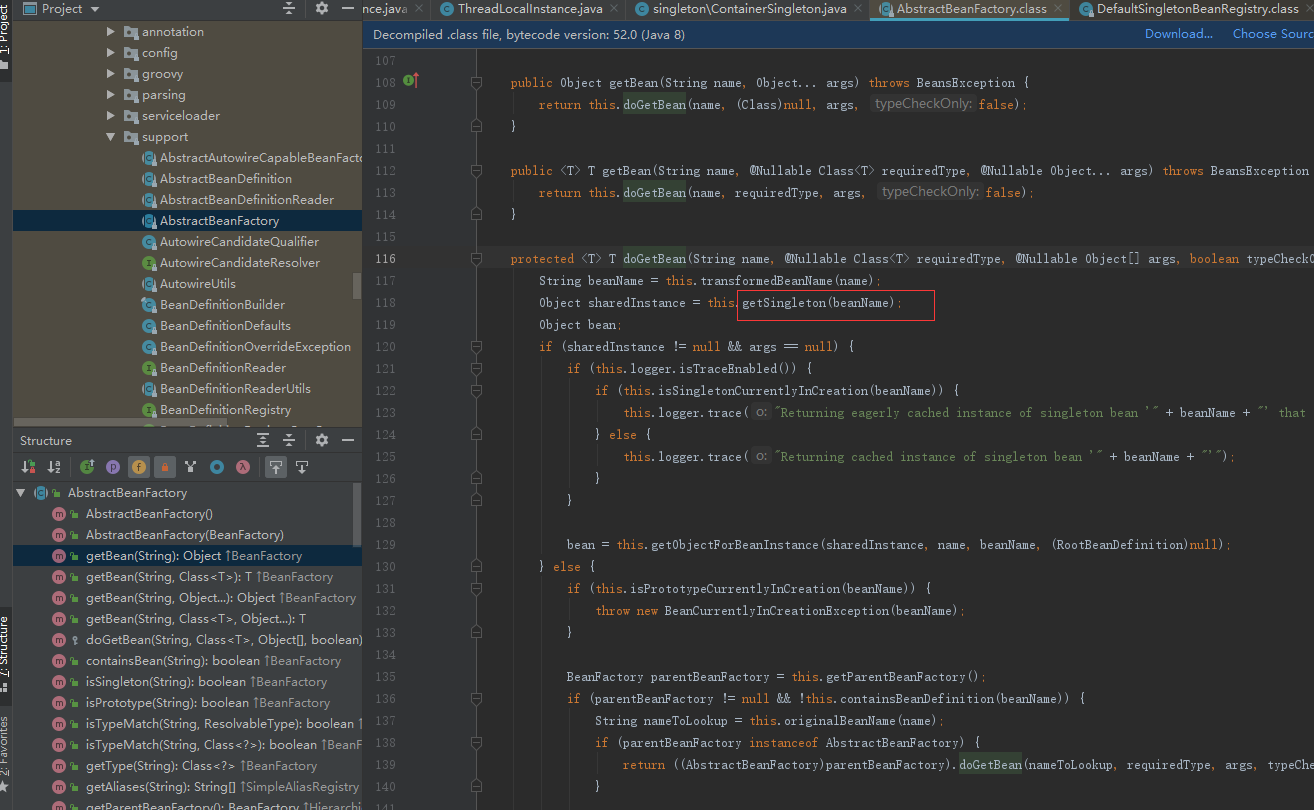 Project
nce.java
ThreadLocalInstance.java
singleton\ContainerSingleton.java
AbstractBeanFactory.class
DefaultSingletonBeanRegistry.class
1: Project
annotation
config
groovy
parsing
serviceloader
support
AbstractAutowireCapableBeanFacto
AbstractBeanDefinition
AbstractBeanDefinitionReader
AbstractBeanFactory
AutowireCandidateQualifier
AutowireCandidateResolver
AutowireUtils
BeanDefinitionBuilder
BeanDefinitionDefaults
BeanDefinitionOverrideException
BeanDefinitionReader
BeanDefinitionReaderUtils
BeanDefinitionRegistry
Structure
AbstractBeanFactory
AbstractBeanFactory()
AbstractBeanFactory(BeanFactory)
getBean(String): Object ↑BeanFactory
getBean(String, Class<T>): T ↑BeanFactory
getBean(String, Object...): Object ↑BeanFactory
getBean(String, Class<T>, Object...): T
doGetBean(String, Class<T>, Object[], boolean)
containsBean(String): boolean ↑BeanFactory
isSingleton(String): boolean ↑BeanFactory
isPrototype(String): boolean ↑BeanFactory
isTypeMatch(String, ResolvableType): boolean ↑
isTypeMatch(String, Class<?>): boolean ↑BeanF
getType(String): Class<?> ↑BeanFactory
getAliases(String): String[] ↑SimpleAliasRegistry
getParentBeanFactory(): BeanFactory ↑Hierarchi
7: Structure
2: Favorites
Decompiled .class file, bytecode version: 52.0 (Java 8)
Download...
Choose Sourc
107
108 public Object getBean(String name, Object... args) throws BeansException {
109 return this.doGetBean(name, (Class)null, args, typeCheckOnly: false);
110 }
111
112 public <T> T getBean(String name, @Nullable Class<T> requiredType, @Nullable Object... args) throws BeansException
113 return this.doGetBean(name, requiredType, args, typeCheckOnly: false);
114 }
115
116 protected <T> T doGetBean(String name, @Nullable Class<T> requiredType, @Nullable Object[] args, boolean typeCheckO
117 String beanName = this.transformedBeanName(name);
118 Object sharedInstance = this.getSingleton(beanName);
119 Object bean;
120 if (sharedInstance != null && args == null) {
121 if (this.logger.isTraceEnabled()) {
122 if (this.isSingletonCurrentlyInCreation(beanName)) {
123 this.logger.trace( o: "Returning eagerly cached instance of singleton bean '" + beanName + "' that
124 } else {
125 this.logger.trace( o: "Returning cached instance of singleton bean '" + beanName + "'");
126 }
127 }
128
129 bean = this.getObjectForBeanInstance(sharedInstance, name, beanName, (RootBeanDefinition)null);
130 } else {
131 if (this.isPrototypeCurrentlyInCreation(beanName)) {
132 throw new BeanCurrentlyInCreationException(beanName);
133 }
134
135 BeanFactory parentBeanFactory = this.getParentBeanFactory();
136 if (parentBeanFactory != null && !this.containsBeanDefinition(beanName)) {
137 String nameToLookup = this.originalBeanName(name);
138 if (parentBeanFactory instanceof AbstractBeanFactory) {
139 return ((AbstractBeanFactory)parentBeanFactory).doGetBean(nameToLookup, requiredType, args, typeChe
140 }